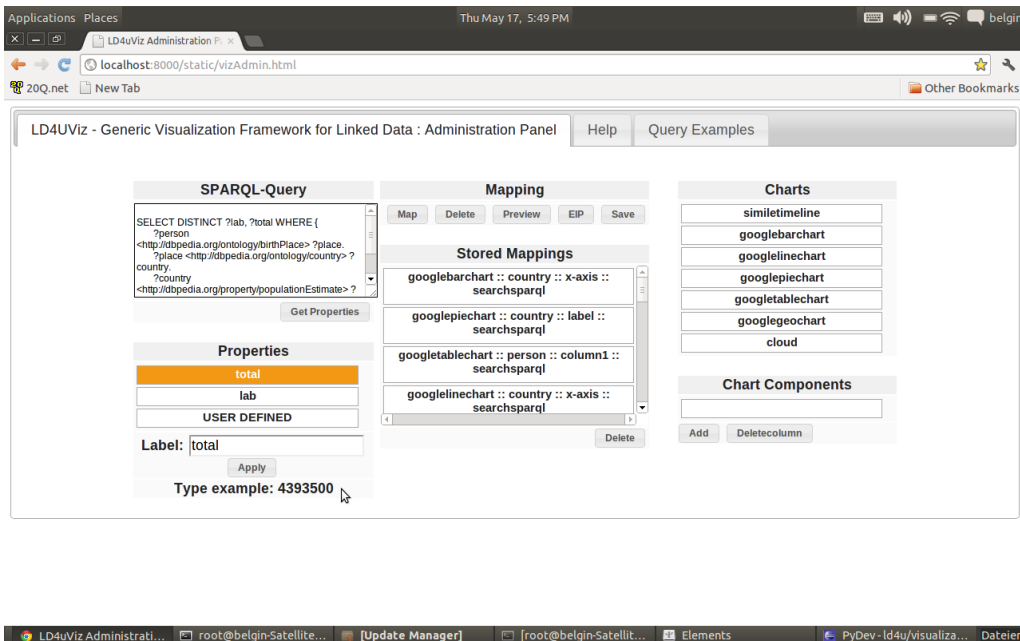 Applications Places
Thu May 17, 5:49 PM
belgin
LD4uViz Administration P
localhost:8000/static/vizAdmin.html
20Q.net
New Tab
Other Bookmarks
LD4UViz - Generic Visualization Framework for Linked Data : Administration Panel
Help
Query Examples
SPARQL-Query
SELECT DISTINCT ?lab, ?total WHERE {
?person
<http://dbpedia.org/ontology/birthPlace> ?place.
?place <http://dbpedia.org/ontology/country> ?
country.
?country
<http://dbpedia.org/property/populationEstimate> ?
Get Properties
Properties
total
lab
USER DEFINED
Label: total
Apply
Type example: 4393500
Mapping
Map
Delete
Preview
EIP
Save
Stored Mappings
googlebarchart :: country :: x-axis ::
searchsparql
googlepiechart :: country :: label ::
searchsparql
googletablechart :: person :: column1 ::
searchsparql
googlelinechart :: country :: x-axis ::
searchsparql
Delete
Charts
similetimeline
googlebarchart
googlelinechart
googlepiechart
googletablechart
googlegeochart
cloud
Chart Components
Add
Deletecolumn
LD4uViz Administrati...
root@belgin-Satellite...
[Update Manager]
[root@belgin-Satellit...
Elements
PyDev - ld4u/visualiza...
Dateien